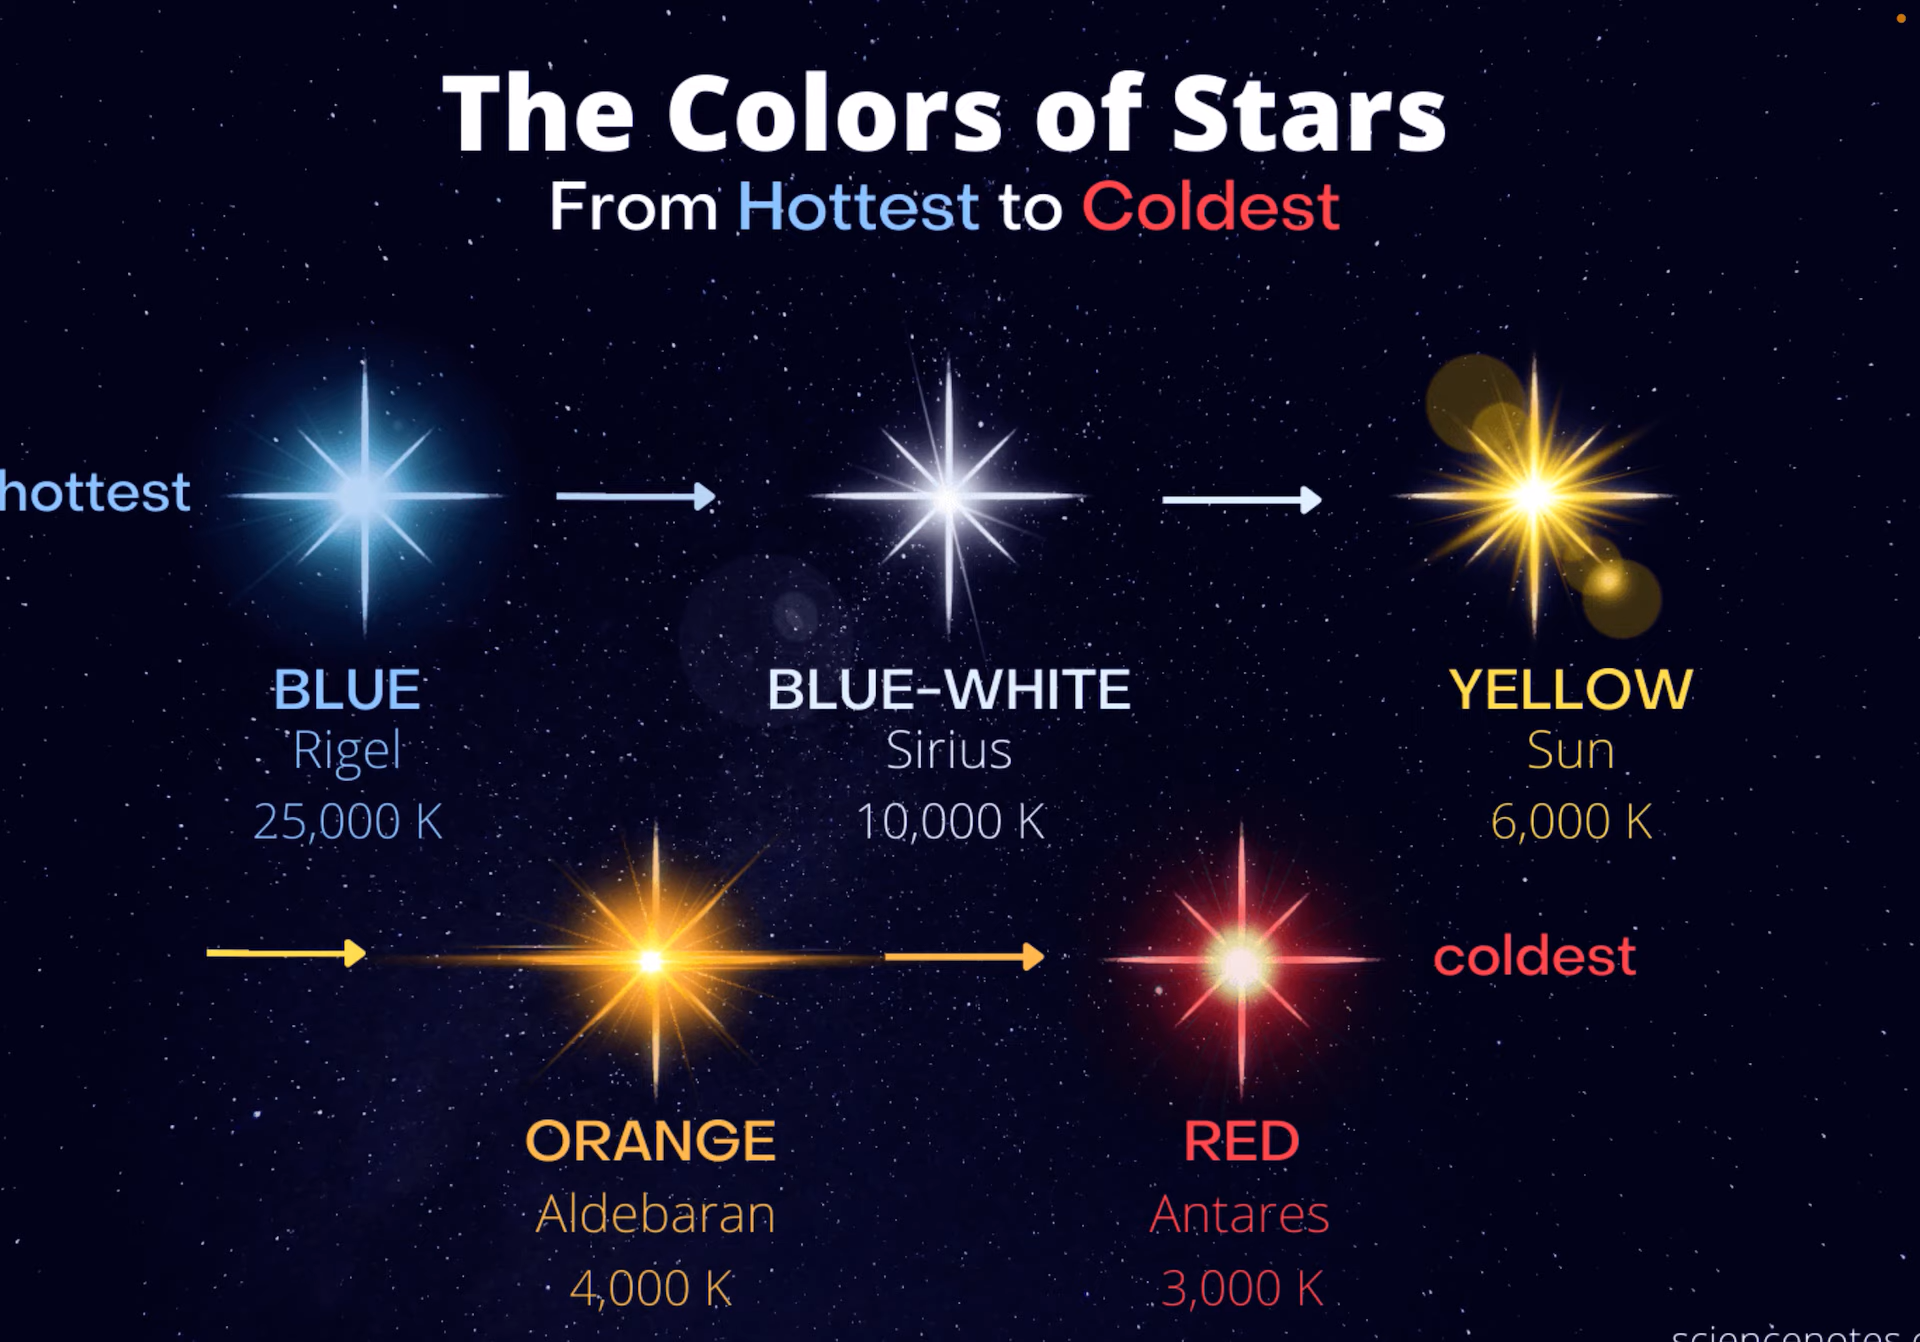 The Colors of Stars
From Hottest to Coldest
hottest
BLUE
Rigel
25,000 K
BLUE-WHITE
Sirius
10,000 K
YELLOW
Sun
6,000 K
coldest
ORANGE
Aldebaran
4,000 K
RED
Antares
3,000 K